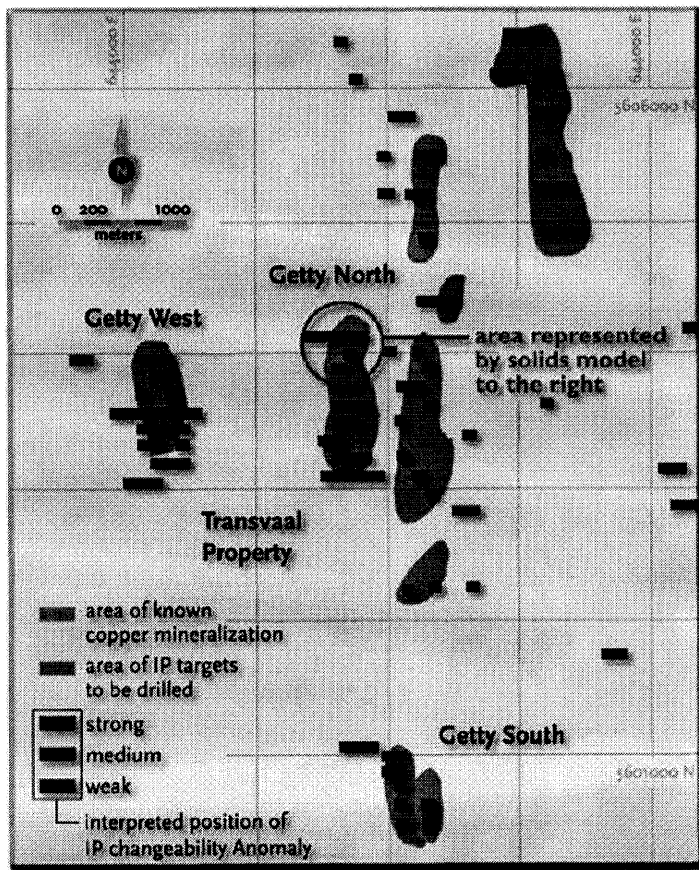 5606000 N
N
0 200 1000
meters
Getty North
Getty West
area represented
by solids model
to the right
Transvaal
Property
area of known
copper mineralization
area of IP targets
to be drilled
strong
medium
weak
Getty South
5601000 N
Interpreted position of
IP changeability Anomaly